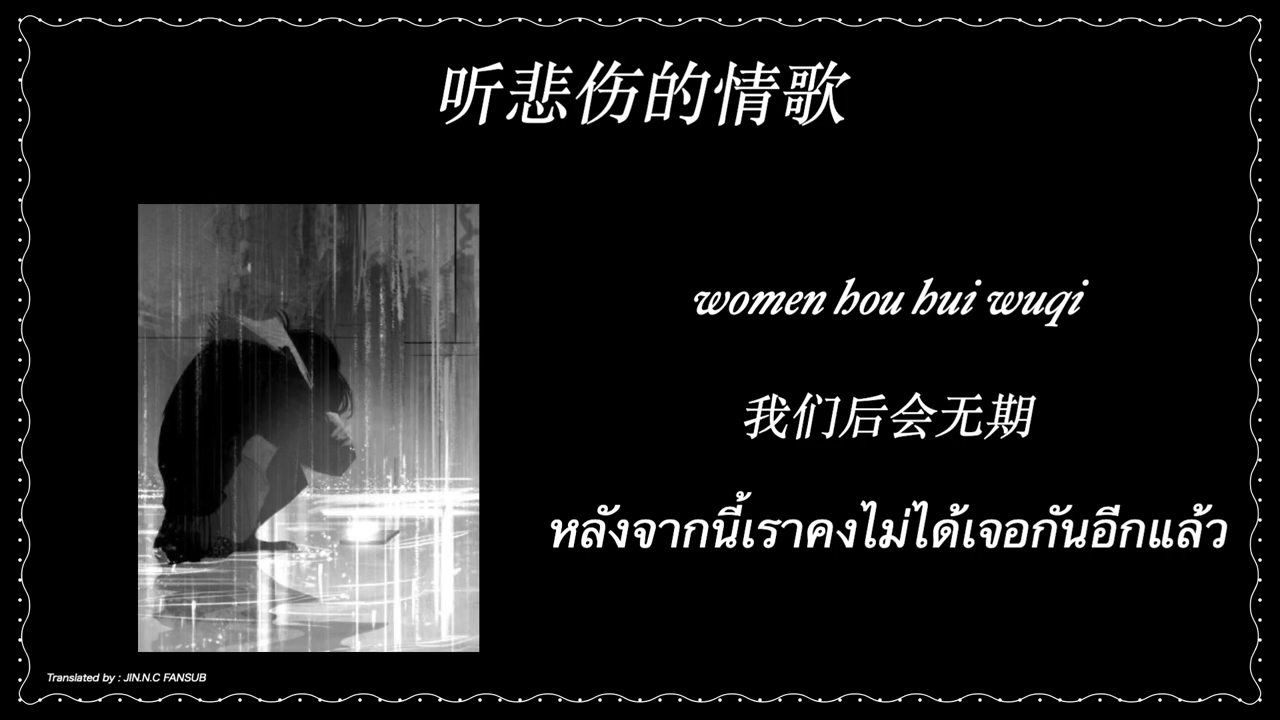 听悲伤的情歌
women hou hui wuqi
我们后会无期
หลังจากนี้เราคงไม่ได้เจอกันอีกแล้ว
Translated by : JIN.N.C FANSUB